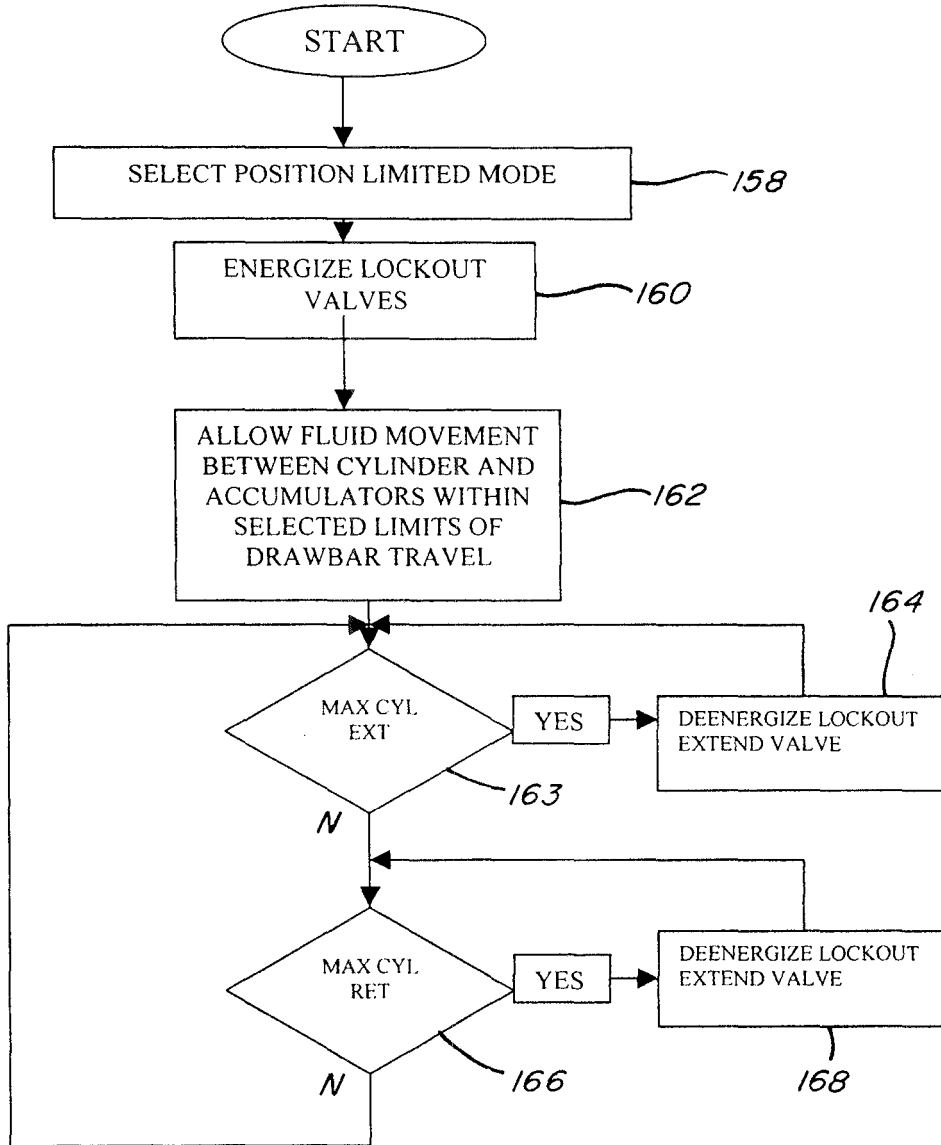 START
SELECT POSITION LIMITED MODE
158
ENERGIZE LOCKOUT
VALVES
160
ALLOW FLUID MOVEMENT
BETWEEN CYLINDER AND
ACCUMULATORS WITHIN
SELECTED LIMITS OF
DRAWBAR TRAVEL
162
164
MAX CYL
EXT
YES
DEENERGIZE LOCKOUT
EXTEND VALVE
163
N
MAX CYL
RET
YES
DEENERGIZE LOCKOUT
EXTEND VALVE
166
168
N